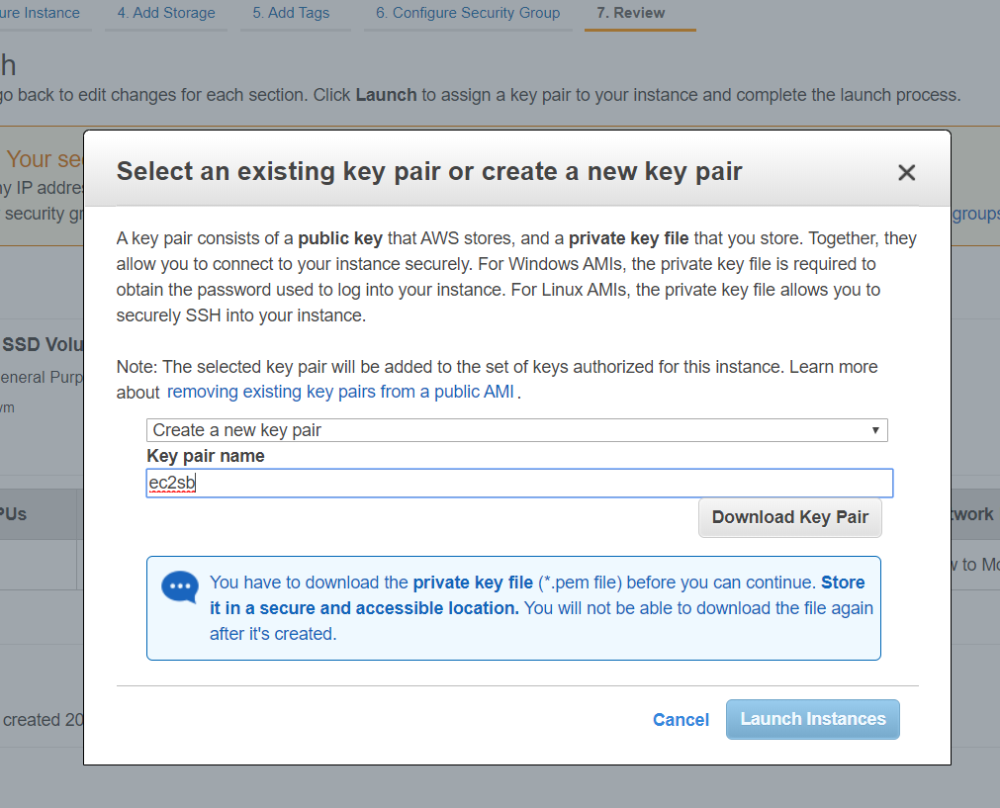 ure Instance 4. Add Storage 5. Add Tags 6. Configure Security Group 7. Review
h
go back to edit changes for each section. Click Launch to assign a key pair to your instance and complete the launch process.
Your se
ny IP addres
security gr
groups
SSD Volu
eneral Purp
vm
PUs
twork
w to Mo
created 20
Select an existing key pair or create a new key pair
A key pair consists of a public key that AWS stores, and a private key file that you store. Together, they
allow you to connect to your instance securely. For Windows AMIs, the private key file is required to
obtain the password used to log into your instance. For Linux AMIs, the private key file allows you to
securely SSH into your instance.
Note: The selected key pair will be added to the set of keys authorized for this instance. Learn more
about removing existing key pairs from a public AMI .
Create a new key pair
Key pair name
ec2sb
Download Key Pair
You have to download the private key file (*.pem file) before you can continue. Store
it in a secure and accessible location. You will not be able to download the file again
after it's created.
Cancel Launch Instances